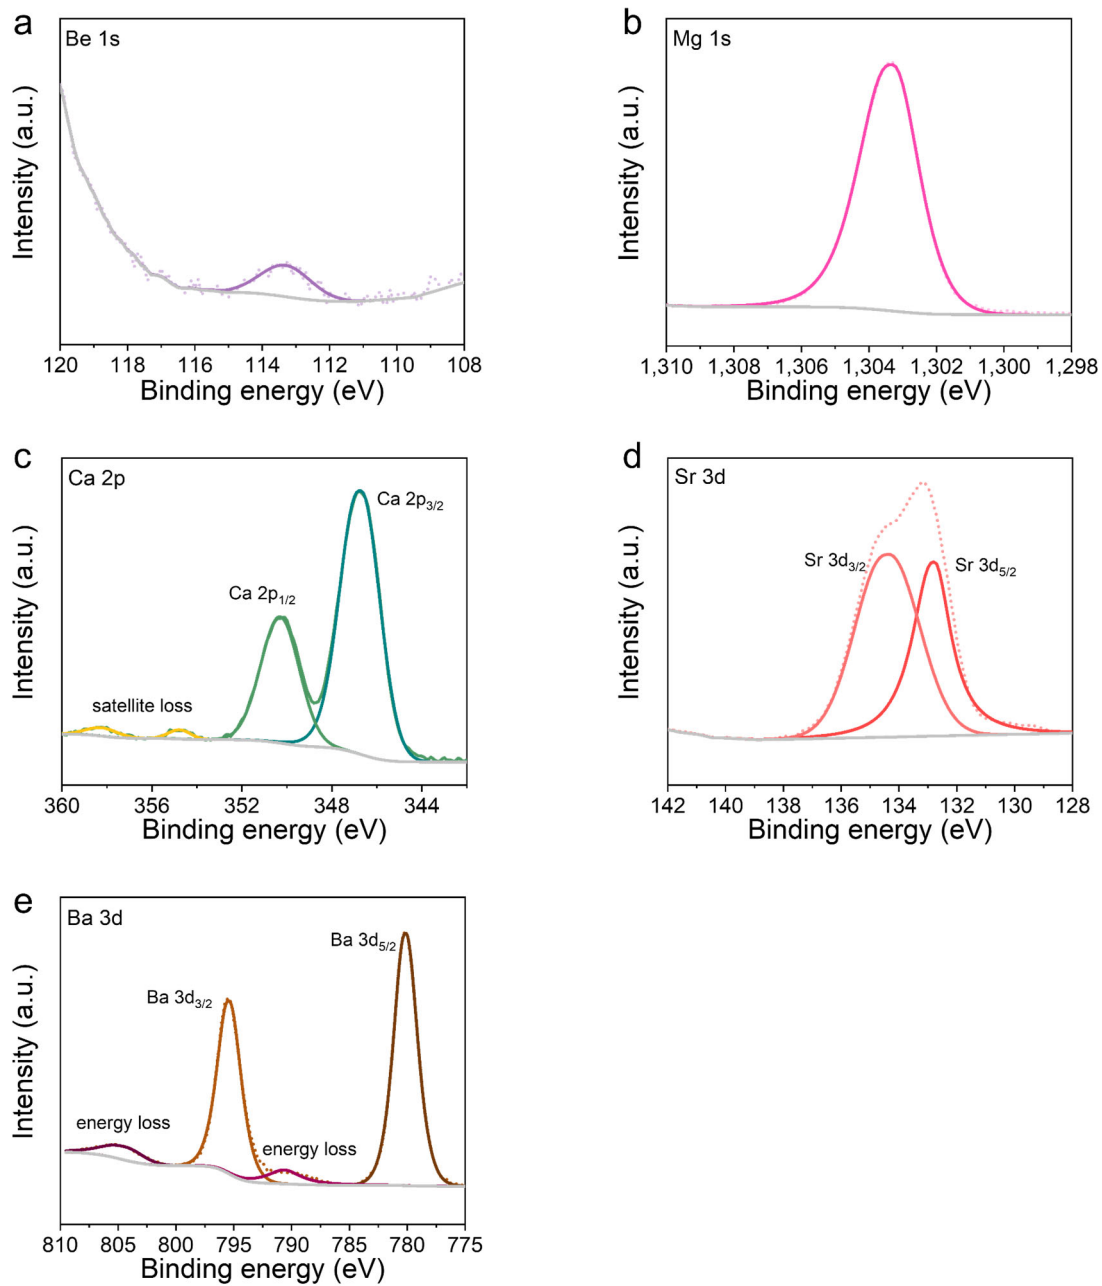 a
Be 1s
Intensity (a.u.)
120 118 116 114 112 110 108
Binding energy (eV)
b
Mg 1s
Intensity (a.u.)
1,310 1,308 1,306 1,304 1,302 1,300 1,298
Binding energy (eV)
c
Ca 2p
Ca 2p3/2
Ca 2p1/2
satellite loss
Intensity (a.u.)
360 356 352 348 344
Binding energy (eV)
d
Sr 3d
Sr 3d3/2
Sr 3d5/2
Intensity (a.u.)
142 140 138 136 134 132 130 128
Binding energy (eV)
e
Ba 3d
Ba 3d5/2
Ba 3d3/2
energy loss
energy loss
Intensity (a.u.)
810 805 800 795 790 785 780 775
Binding energy (eV)